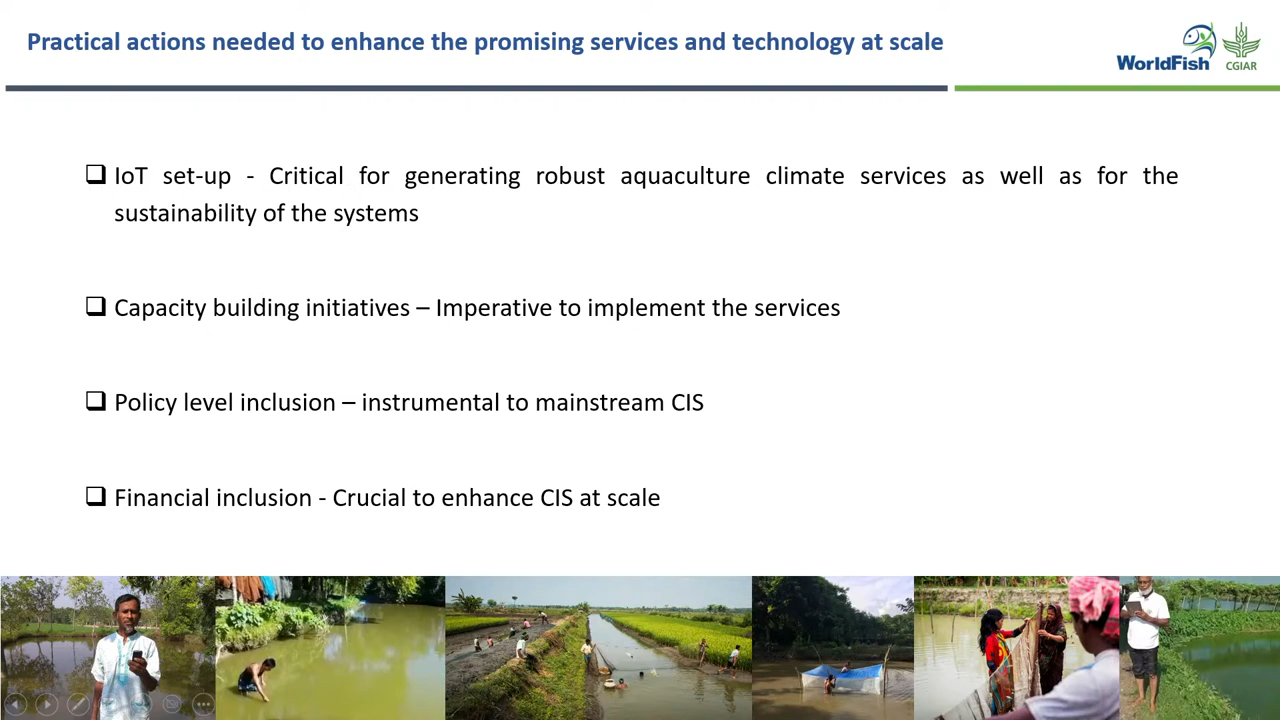 Practical actions needed to enhance the promising services and technology at scale
WorldFish
CGIAR
IoT set-up - Critical for generating robust aquaculture climate services as well as for the
sustainability of the systems
Capacity building initiatives – Imperative to implement the services
Policy level inclusion – instrumental to mainstream CIS
Financial inclusion - Crucial to enhance CIS at scale